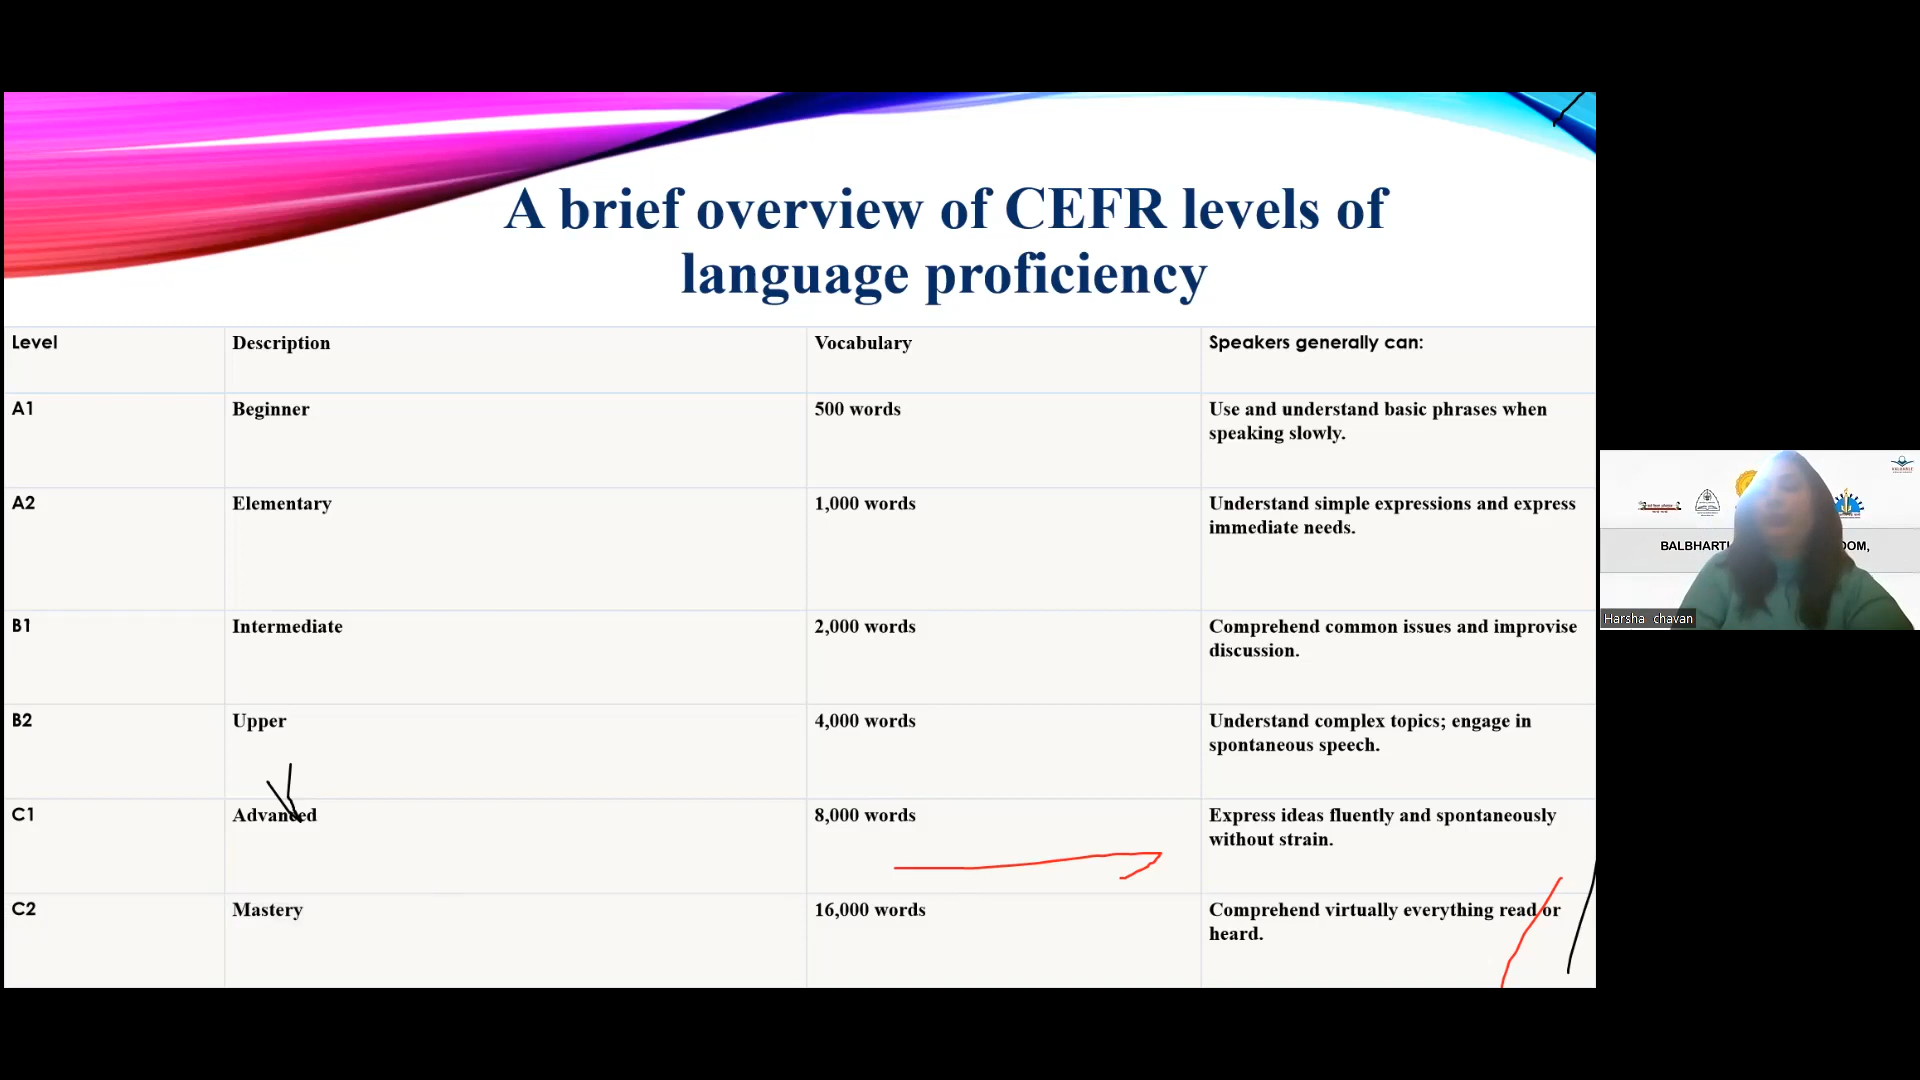 A brief overview of CEFR levels of
language proficiency
Level Description Vocabulary Speakers generally can:
A1 Beginner 500 words Use and understand basic phrases when
speaking slowly.
A2 Elementary 1,000 words Understand simple expressions and express
immediate needs.
B1 Intermediate 2,000 words Comprehend common issues and improvise
discussion.
B2 Upper 4,000 words Understand complex topics; engage in
spontaneous speech.
C1 Advanced 8,000 words Express ideas fluently and spontaneously
without strain.
C2 Mastery 16,000 words Comprehend virtually everything read or
heard.
Harsha chavan